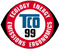 ECOLOGY ENERGY
TCO
99
EMISSIONS ERGONOMICS